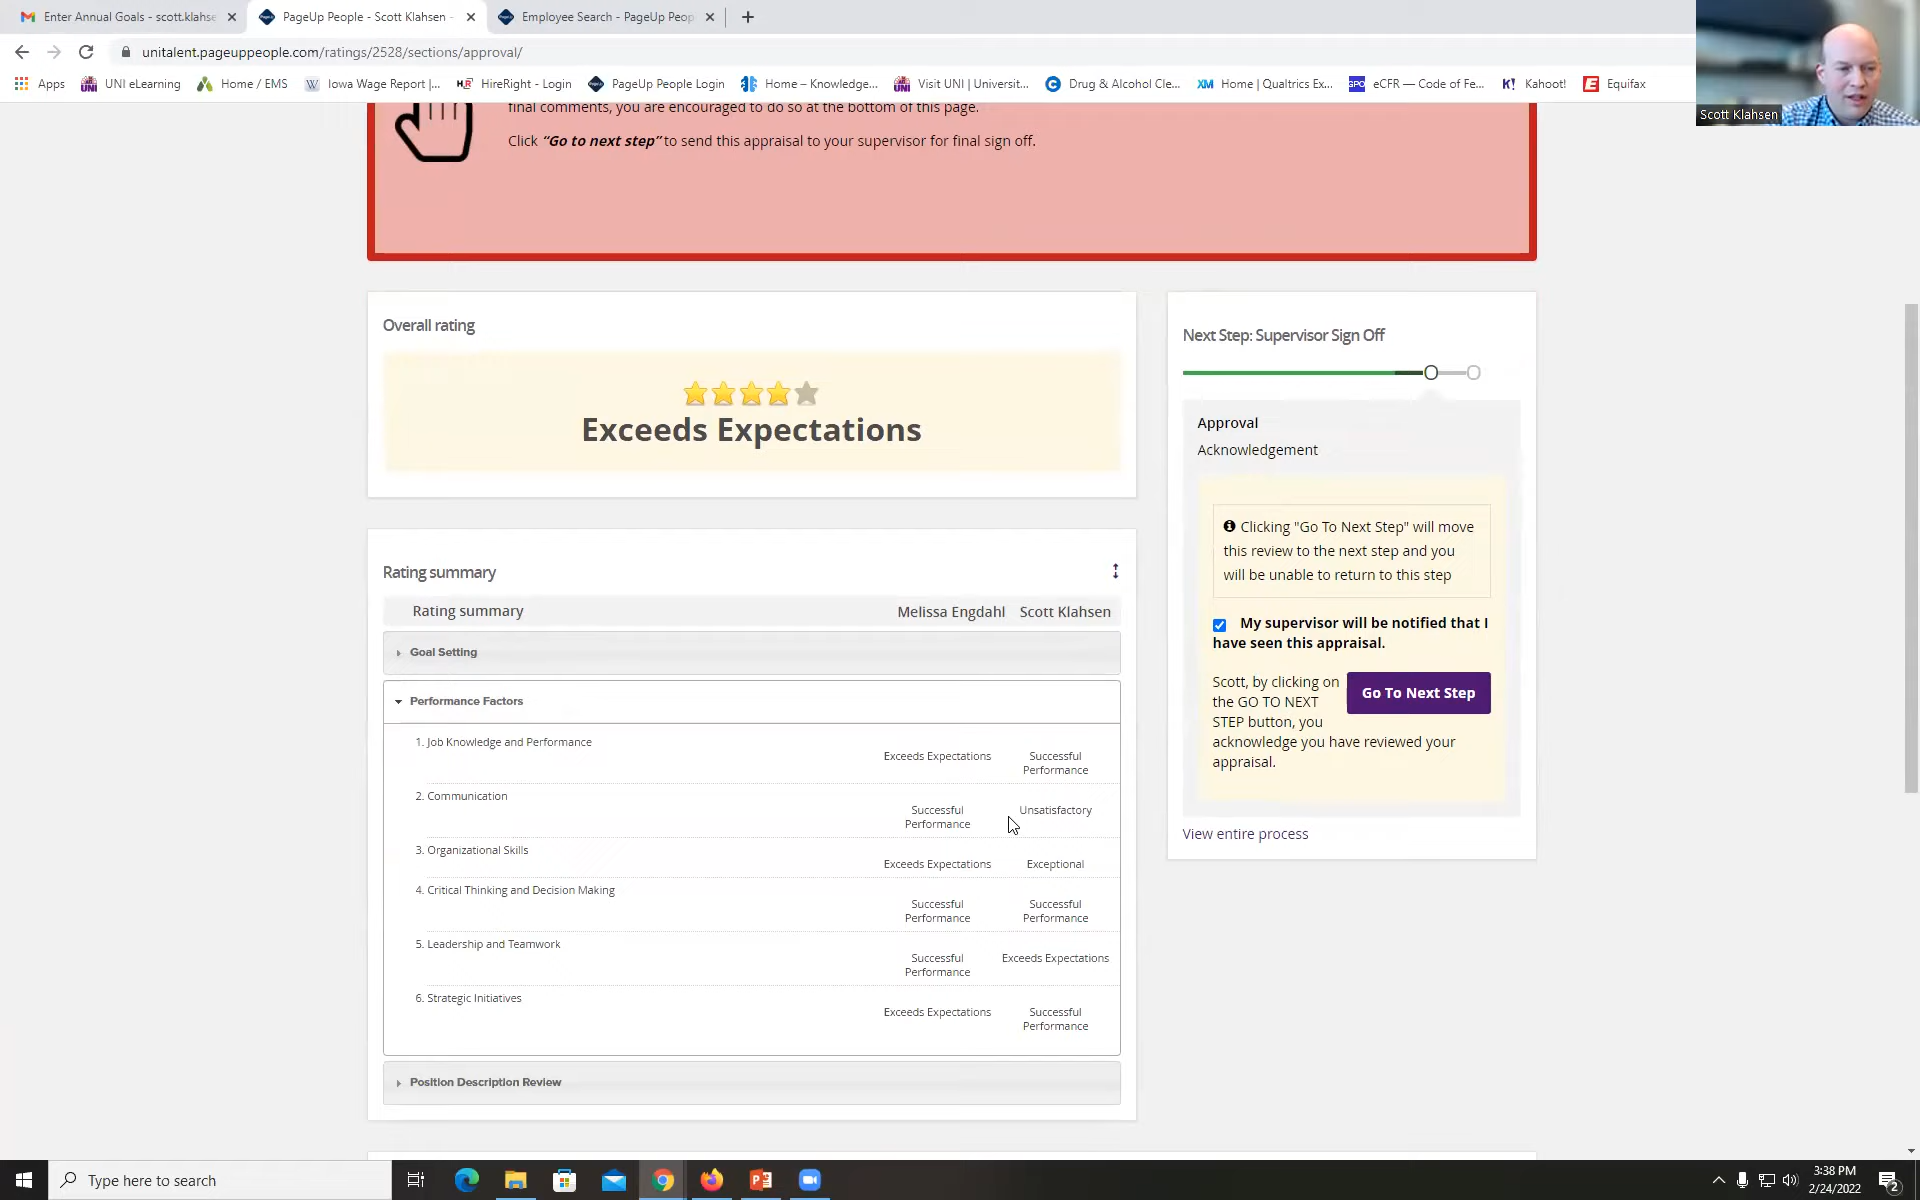 Enter Annual Goals - scott.klahse
PageUp People - Scott Klahsen -
Employee Search - PageUp Peop
unitalent.pageuppeople.com/ratings/2528/sections/approval/
Apps
UNI eLearning
Home / EMS
Iowa Wage Report |...
HireRight - Login
PageUp People Login
Home – Knowledge...
Visit UNI | Universit...
Drug & Alcohol Cle...
Home | Qualtrics Ex...
eCFR — Code of Fe...
Kahoot!
Equifax
Scott Klahsen
final comments, you are encouraged to do so at the bottom of this page.
Click "Go to next step" to send this appraisal to your supervisor for final sign off.
Overall rating
Exceeds Expectations
Rating summary
Rating summary Melissa Engdahl Scott Klahsen
Goal Setting
Performance Factors
1. Job Knowledge and Performance
Exceeds Expectations
Successful
Performance
2. Communication
Successful
Performance
Unsatisfactory
3. Organizational Skills
Exceeds Expectations
Exceptional
4. Critical Thinking and Decision Making
Successful
Performance
Successful
Performance
5. Leadership and Teamwork
Successful
Performance
Exceeds Expectations
6. Strategic Initiatives
Exceeds Expectations
Successful
Performance
Position Description Review
Next Step: Supervisor Sign Off
Approval
Acknowledgement
Clicking "Go To Next Step" will move
this review to the next step and you
will be unable to return to this step
My supervisor will be notified that I
have seen this appraisal.
Scott, by clicking on
the GO TO NEXT
STEP button, you
acknowledge you have reviewed your
appraisal.
Go To Next Step
View entire process
Type here to search
3:38 PM
2/24/2022
2